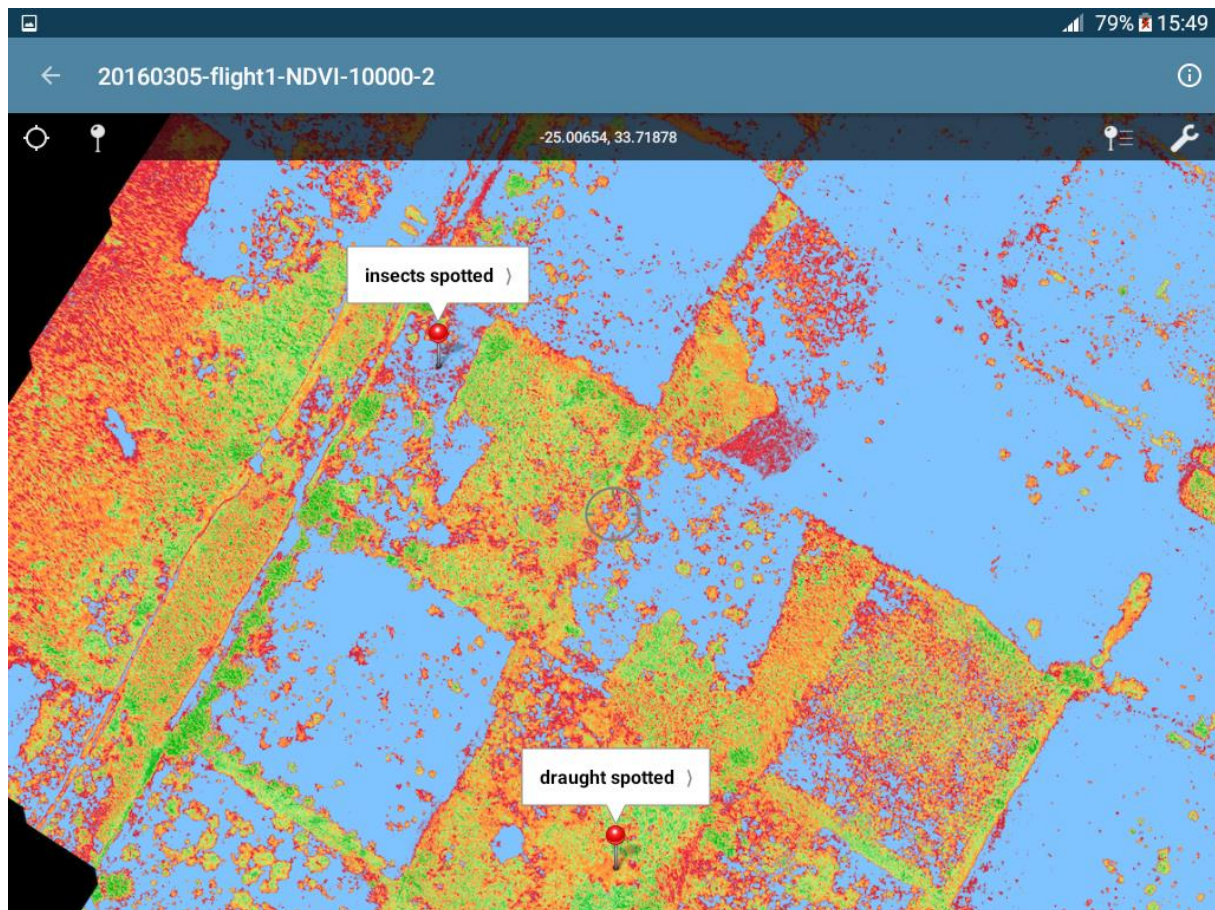 79% 15:49
20160305-flight1-NDVI-10000-2
-25.00654, 33.71878
insects spotted
draught spotted